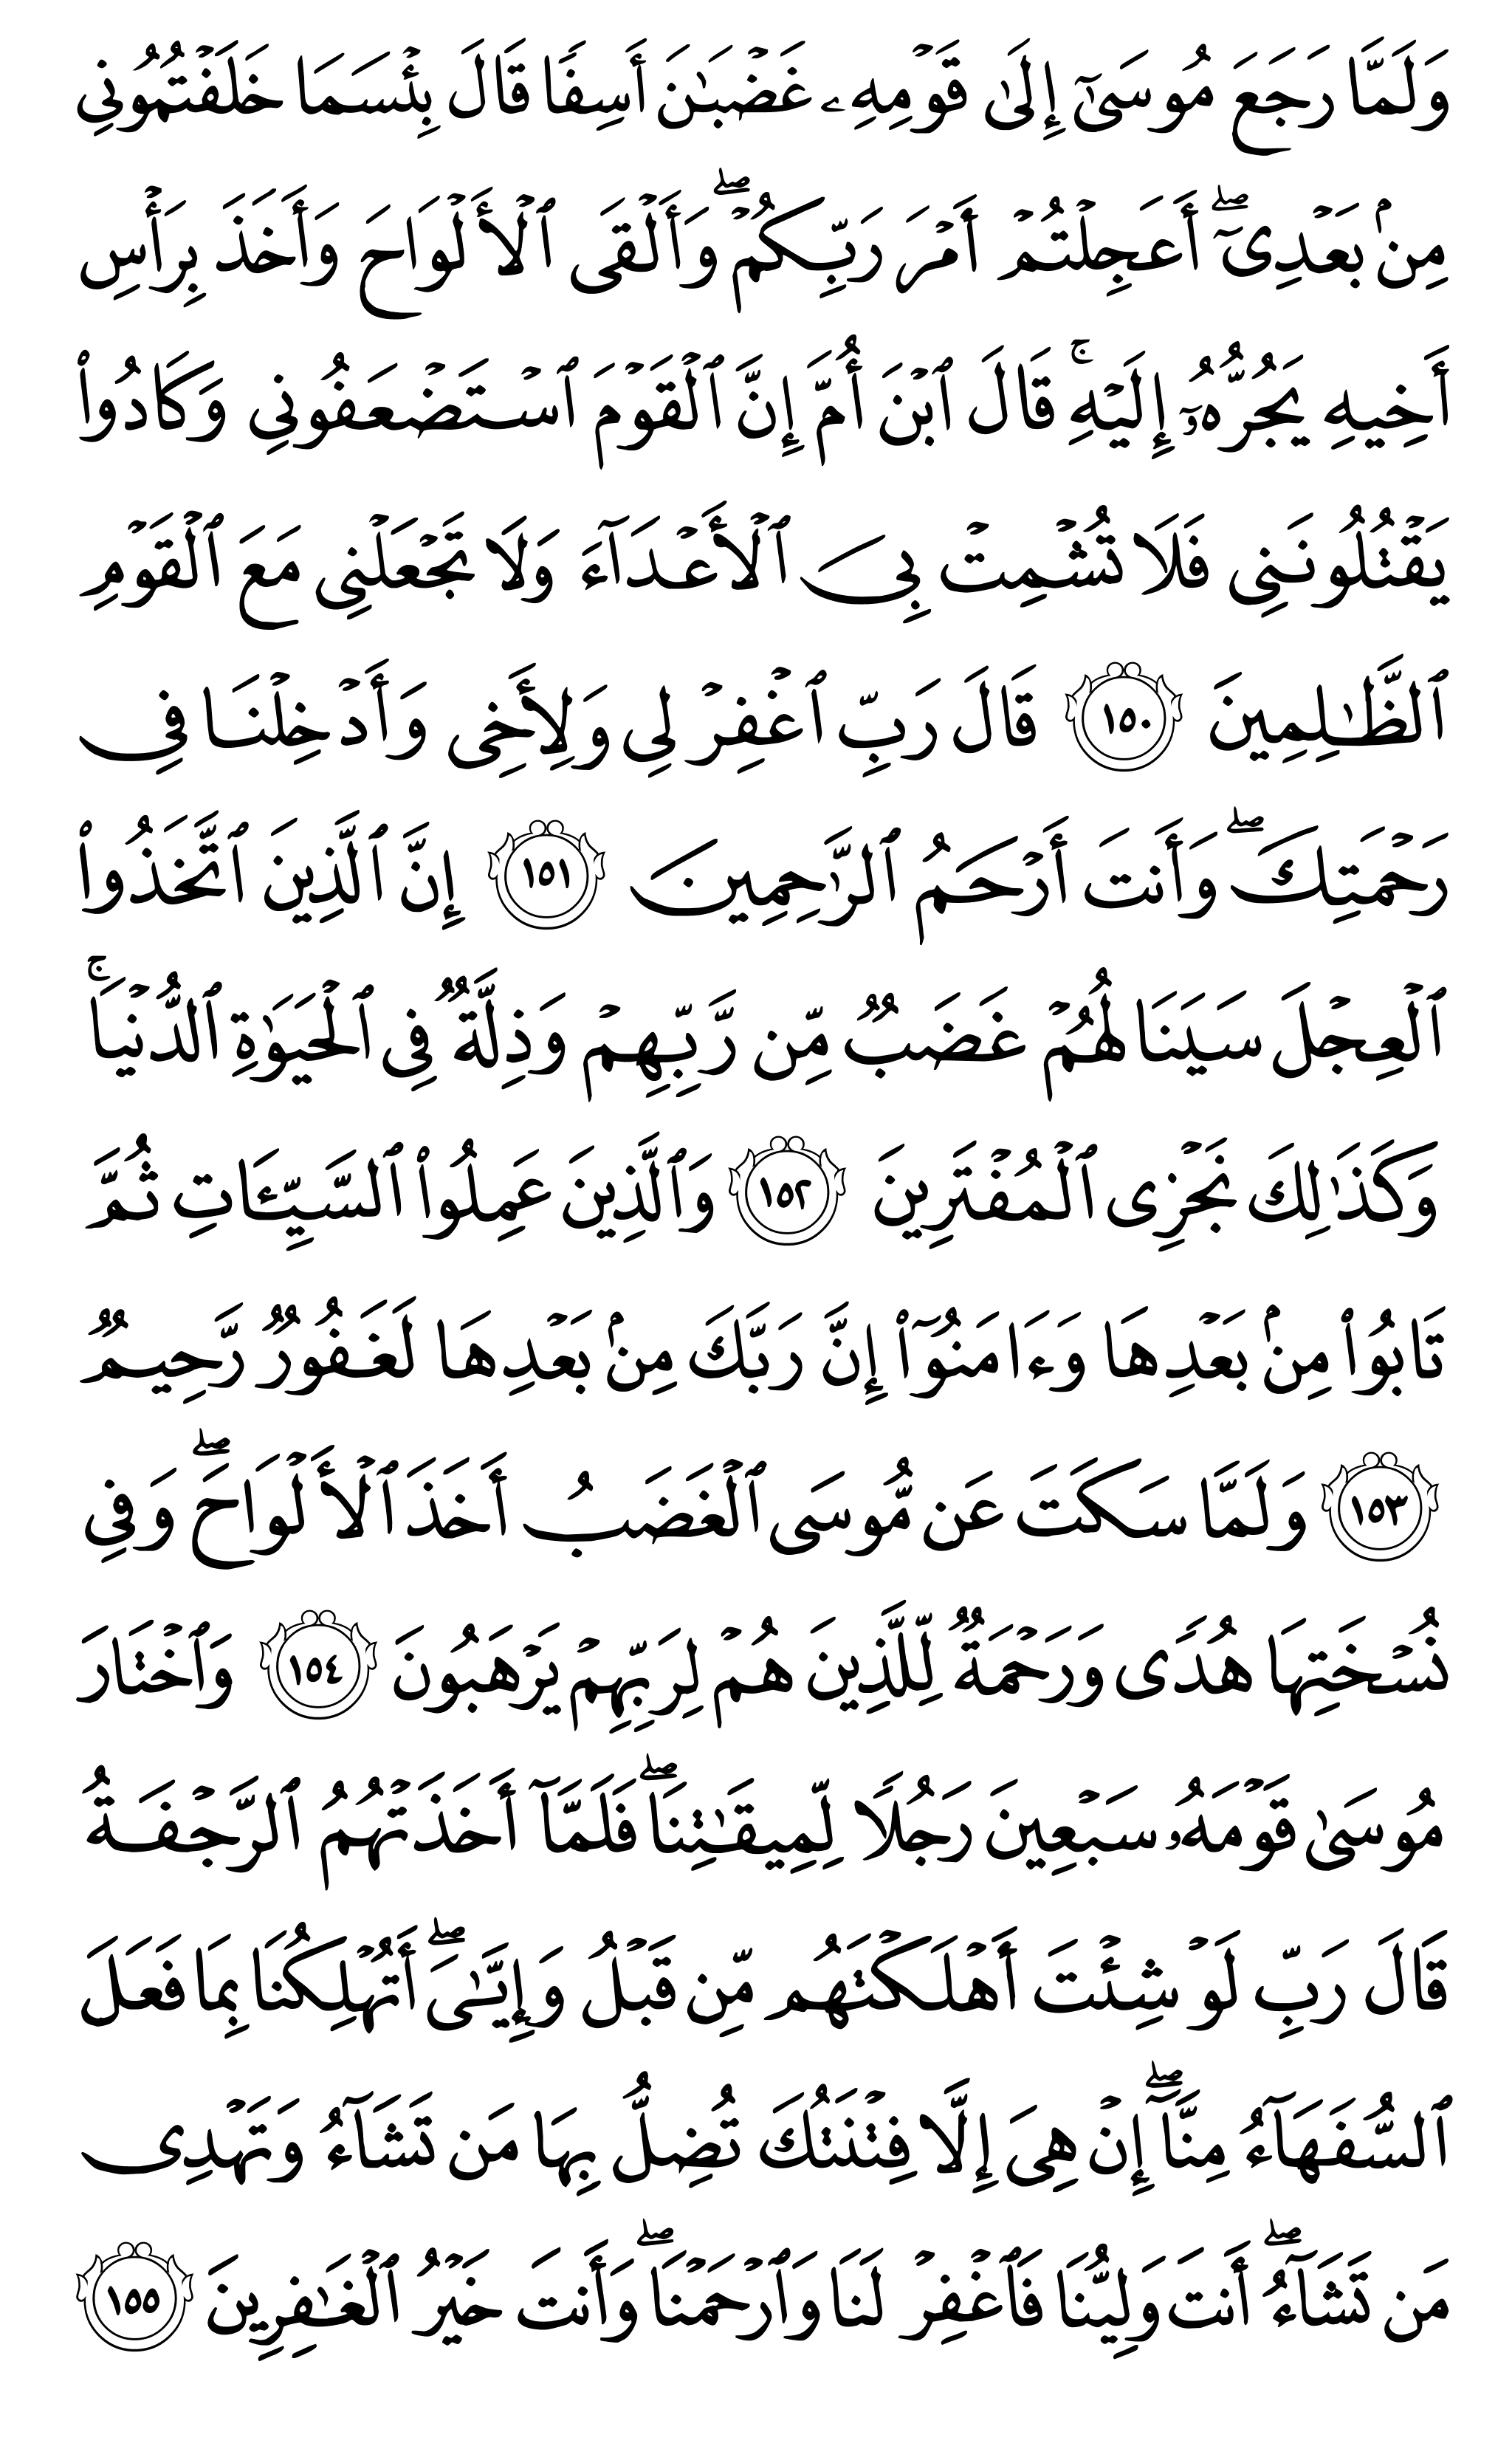 وَلَمَّا رَجَعَ مُوسَىٰٓ إِلَىٰ قَوْمِهِۦ غَضْبَٰنَ أَسِفًا قَالَ بِئْسَمَا خَلَفْتُمُونِي
مِنۢ بَعْدِىٓۖ أَعَجِلْتُمْ أَمْرَ رَبِّكُمْۖ وَأَلْقَى ٱلْأَلْوَاحَ وَأَخَذَ بِرَأْسِ
أَخِيهِ يَجُرُّهُۥٓ إِلَيْهِۚ قَالَ ٱبْنَ أُمَّ إِنَّ ٱلْقَوْمَ ٱسْتَضْعَفُونِي وَكَادُوا۟
يَقْتُلُونَنِى فَلَا تُشْمِتْ بِىَ ٱلْأَعْدَآءَ وَلَا تَجْعَلْنِى مَعَ ٱلْقَوْمِ
ٱلظَّٰلِمِينَ ١٥٠ قَالَ رَبِّ ٱغْفِرْ لِى وَلِأَخِى وَأَدْخِلْنَا فِى
رَحْمَتِكَۖ وَأَنتَ أَرْحَمُ ٱلرَّٰحِمِينَ ١٥١ إِنَّ ٱلَّذِينَ ٱتَّخَذُوا۟
ٱلْعِجْلَ سَيَنَالُهُمْ غَضَبٌ مِّن رَّبِّهِمْ وَذِلَّةٌ فِى ٱلْحَيَوٰةِ ٱلدُّنْيَاۚ
وَكَذَٰلِكَ نَجْزِى ٱلْمُفْتَرِينَ ١٥٢ وَٱلَّذِينَ عَمِلُوا۟ ٱلسَّيِّـَٔاتِ ثُمَّ
تَابُوا۟ مِنۢ بَعْدِهَا وَءَامَنُوٓا۟ إِنَّ رَبَّكَ مِنۢ بَعْدِهَا لَغَفُورٌ رَّحِيمٌ
١٥٣ وَلَمَّا سَكَتَ عَن مُّوسَى ٱلْغَضَبُ أَخَذَ ٱلْأَلْوَاحَۖ وَفِى
نُسْخَتِهَا هُدًى وَرَحْمَةٌ لِّلَّذِينَ هُمْ لِرَبِّهِمْ يَرْهَبُونَ ١٥٤ وَٱخْتَارَ
مُوسَىٰ قَوْمَهُۥ سَبْعِينَ رَجُلًا لِّمِيقَٰتِنَاۖ فَلَمَّآ أَخَذَتْهُمُ ٱلرَّجْفَةُ
قَالَ رَبِّ لَوْ شِئْتَ أَهْلَكْتَهُم مِّن قَبْلُ وَإِيَّٰىَۖ أَتُهْلِكُنَا بِمَا فَعَلَ
ٱلسُّفَهَآءُ مِنَّآۖ إِنْ هِىَ إِلَّا فِتْنَتُكَ تُضِلُّ بِهَا مَن تَشَآءُ وَتَهْدِى
مَن تَشَآءُۖ أَنتَ وَلِيُّنَا فَٱغْفِرْ لَنَا وَٱرْحَمْنَاۖ وَأَنتَ خَيْرُ ٱلْغَٰفِرِينَ ١٥٥